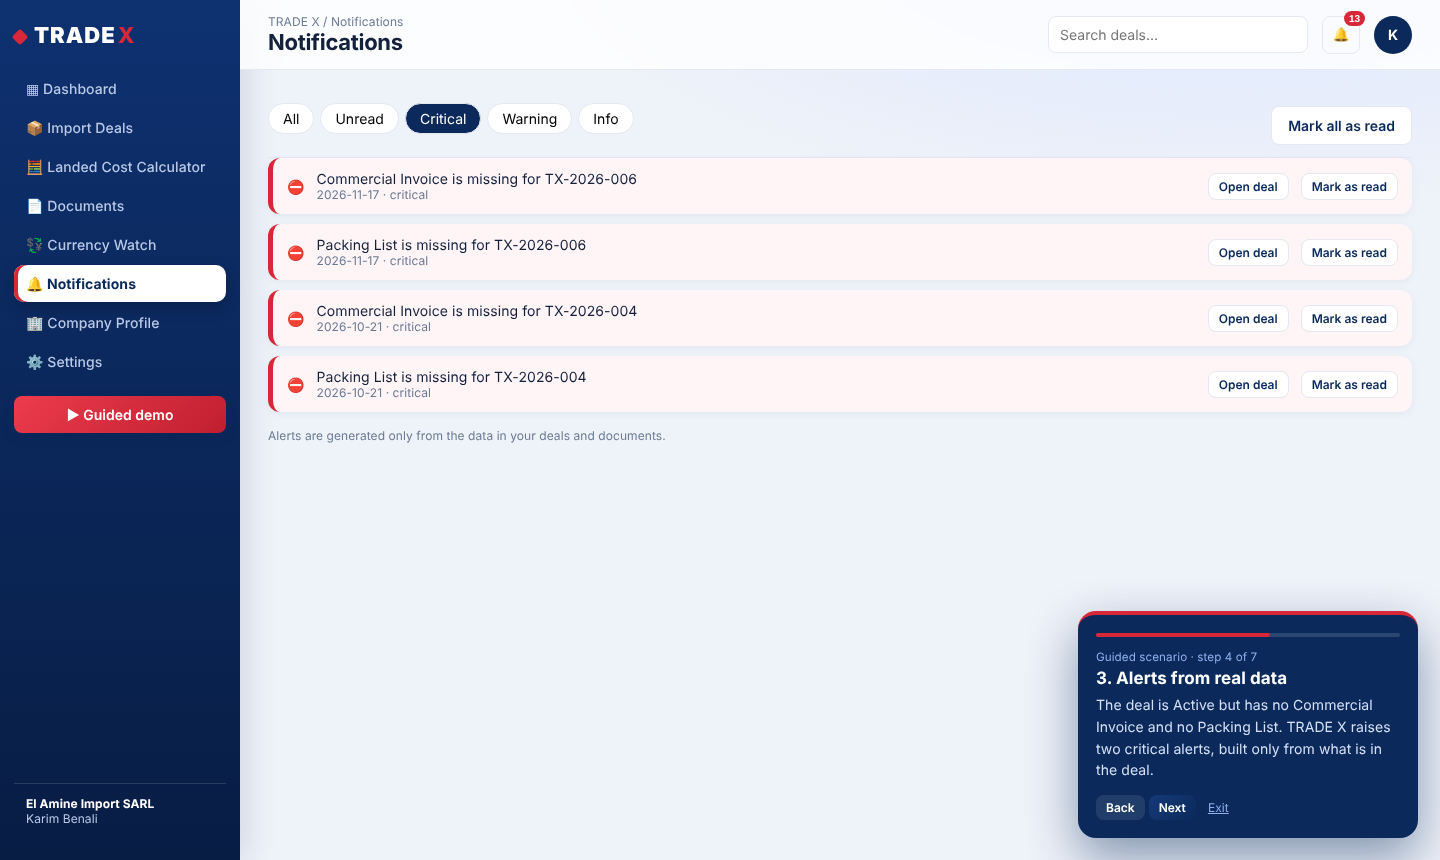 TRADE X
Dashboard
Import Deals
Landed Cost Calculator
Documents
Currency Watch
Notifications
Company Profile
Settings
▶ Guided demo
El Amine Import SARL
Karim Benali
TRADE X / Notifications
Notifications
Search deals...
13
K
All
Unread
Critical
Warning
Info
Mark all as read
Commercial Invoice is missing for TX-2026-006
2026-11-17 · critical
Open deal
Mark as read
Packing List is missing for TX-2026-006
2026-11-17 · critical
Open deal
Mark as read
Commercial Invoice is missing for TX-2026-004
2026-10-21 · critical
Open deal
Mark as read
Packing List is missing for TX-2026-004
2026-10-21 · critical
Open deal
Mark as read
Alerts are generated only from the data in your deals and documents.
Guided scenario · step 4 of 7
3. Alerts from real data
The deal is Active but has no Commercial
Invoice and no Packing List. TRADE X raises
two critical alerts, built only from what is in
the deal.
Back
Next
Exit